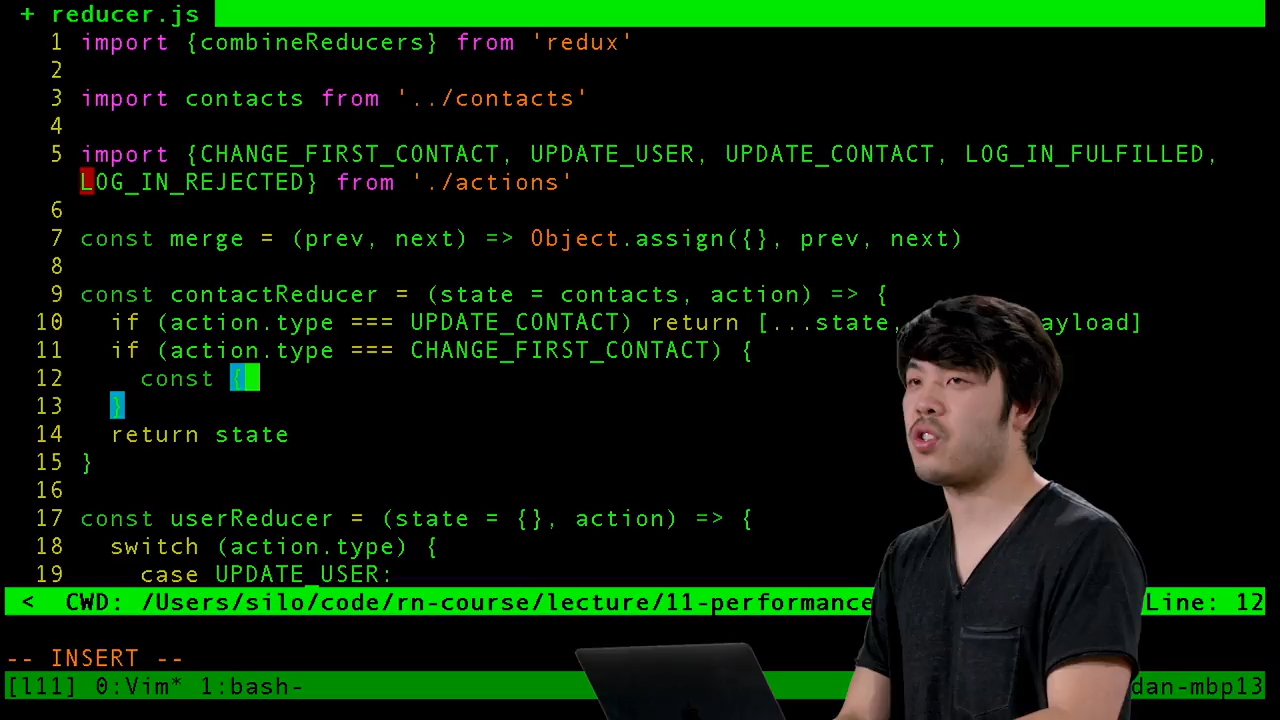 + reducer.js
1 import {combineReducers} from 'redux'
2
3 import contacts from '../contacts'
4
5 import {CHANGE_FIRST_CONTACT, UPDATE_USER, UPDATE_CONTACT, LOG_IN_FULFILLED,
LOG_IN_REJECTED} from './actions'
6
7 const merge = (prev, next) => Object.assign({}, prev, next)
8
9 const contactReducer = (state = contacts, action) => {
10 if (action.type === UPDATE_CONTACT) return [...state, ayload]
11 if (action.type === CHANGE_FIRST_CONTACT) {
12 const {
13 }
14 return state
15 }
16
17 const userReducer = (state = {}, action) => {
18 switch (action.type) {
19 case UPDATE_USER:
< CWD: /Users/silo/code/rn-course/lecture/11-performance Line: 12
-- INSERT --
[l11] 0:Vim* 1:bash- dan-mbp13